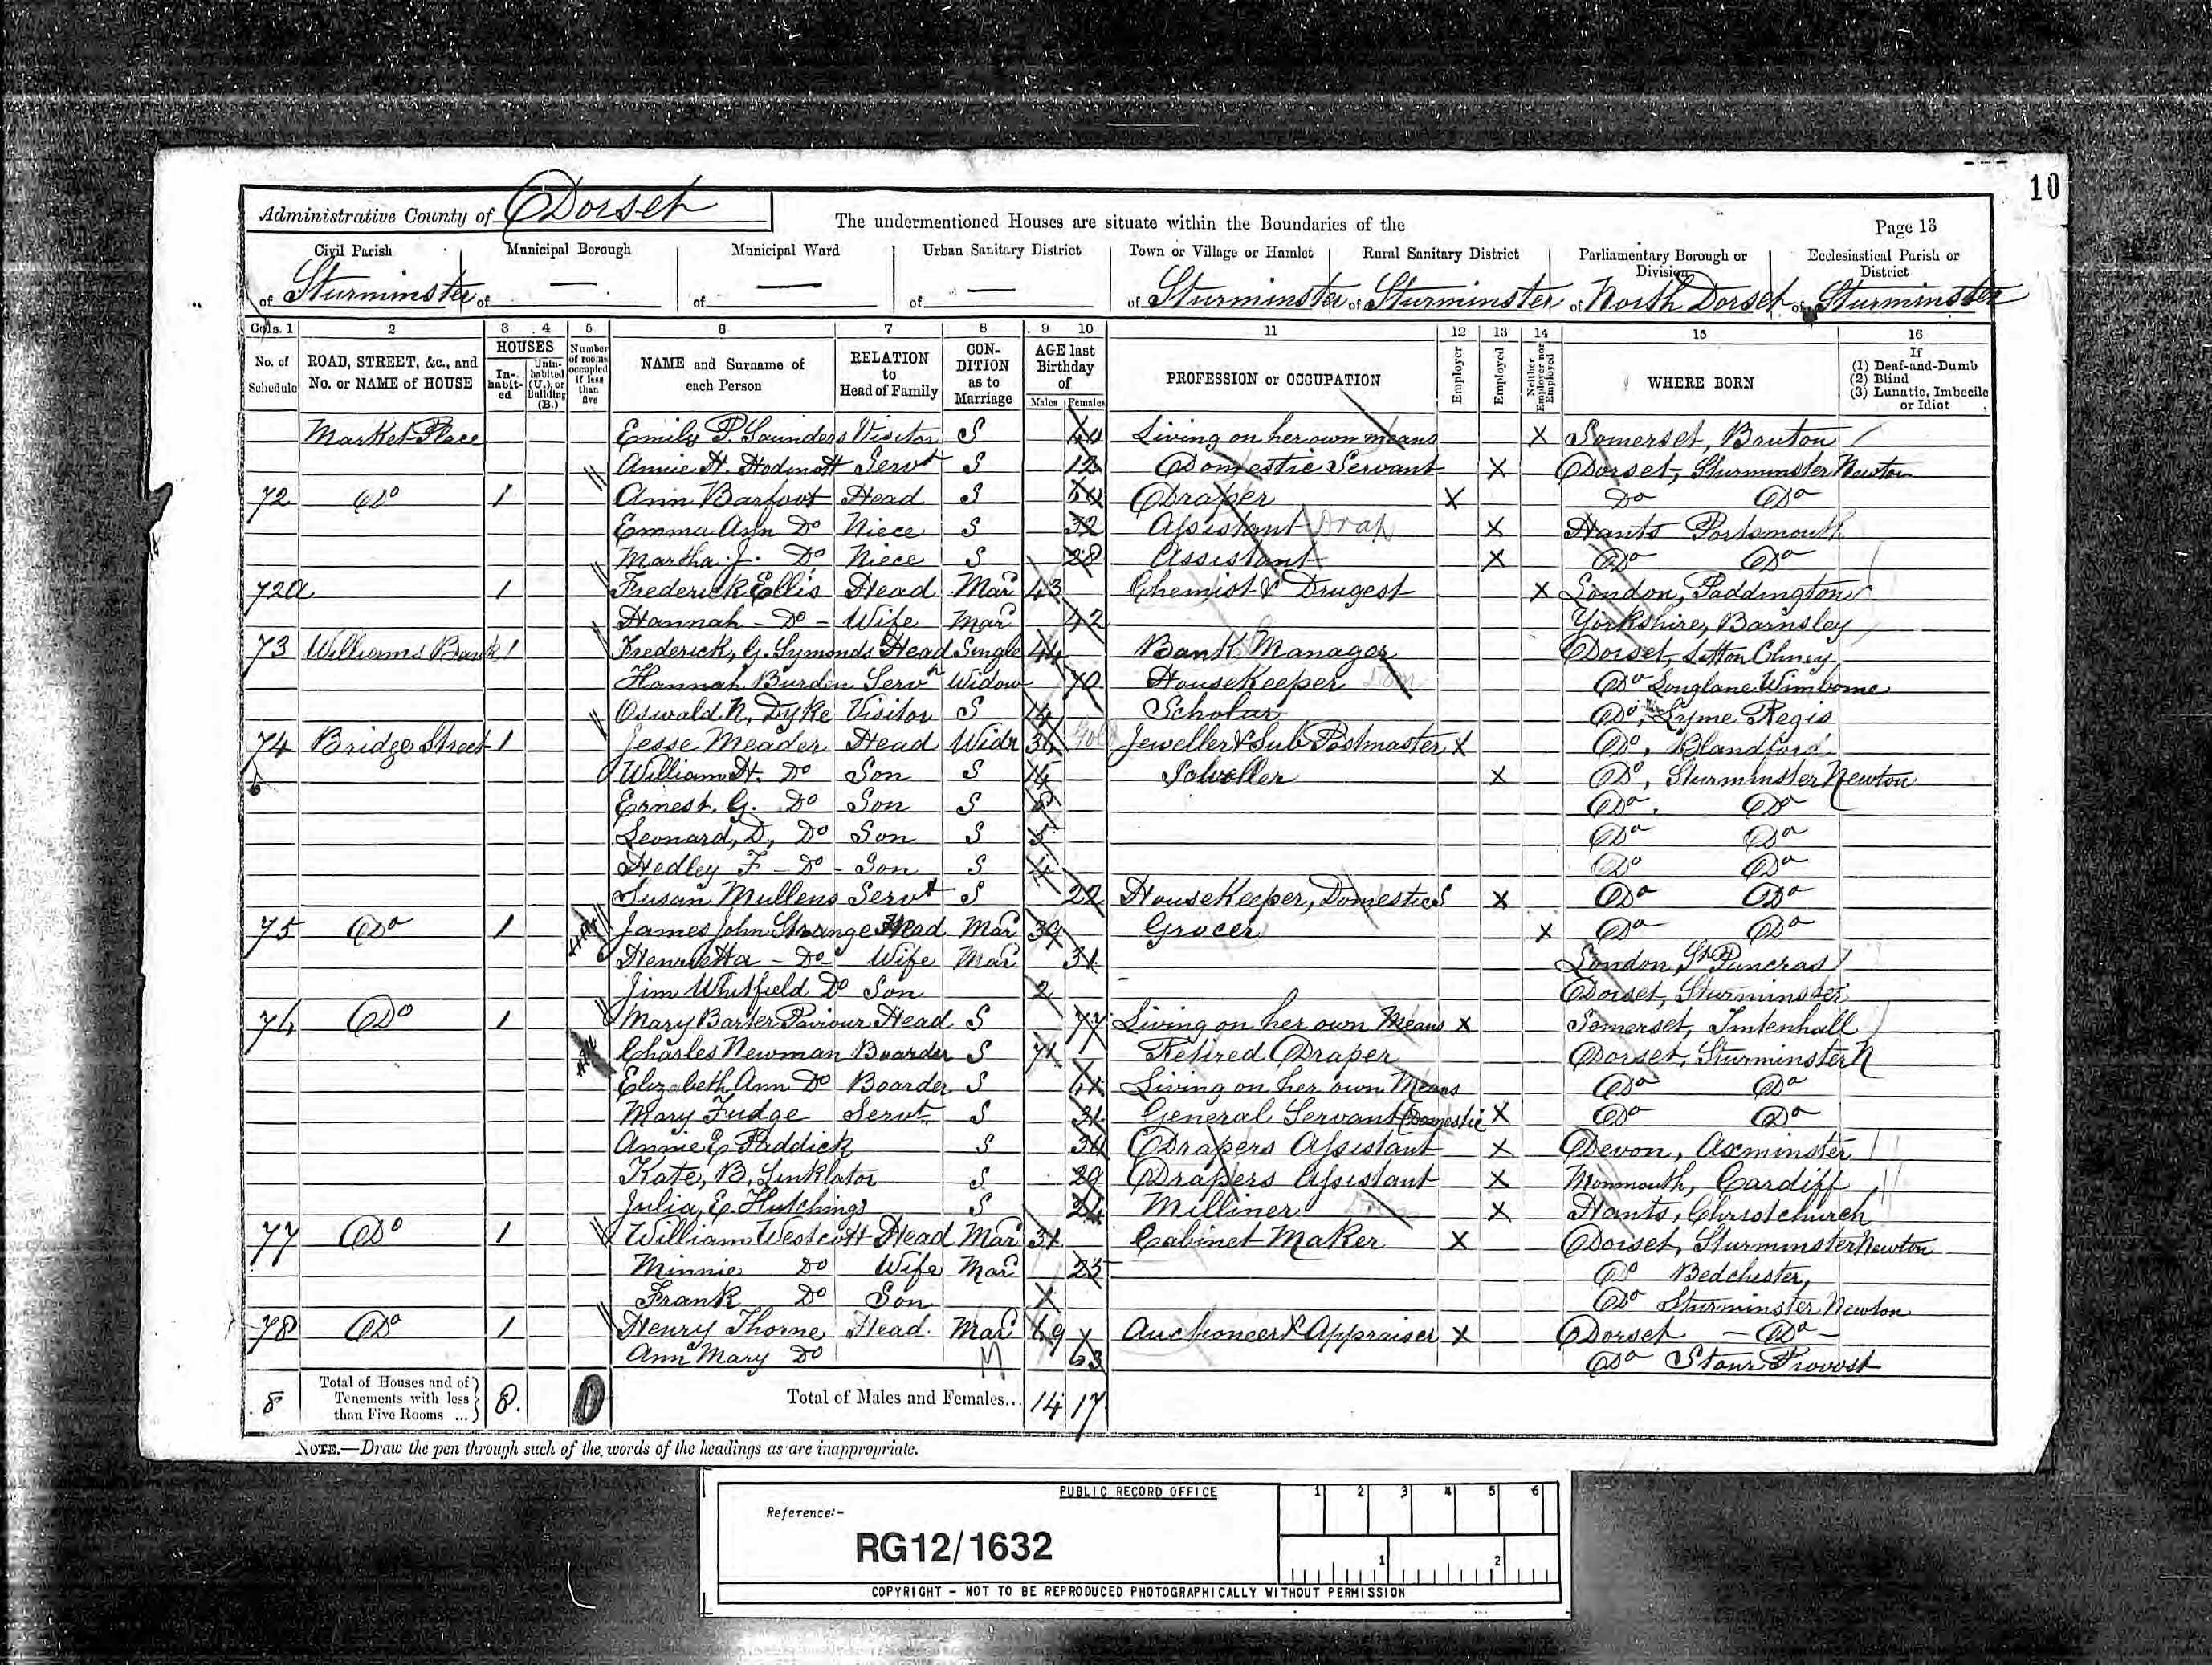 10
Administrative County of Dorset
The undermentioned Houses are situate within the Boundaries of the
Page 13
Civil Parish of Sturminster
Municipal Borough of —
Municipal Ward of —
Urban Sanitary District of —
Town or Village or Hamlet of Sturminster
Rural Sanitary District of Sturminster
Parliamentary Borough or Division of North Dorset
Ecclesiastical Parish or District of Sturminster
Cols. 1 2 3 4 5 6 7 8 9 10 11 12 13 14 15 16
No. of Schedule
ROAD, STREET, &c., and No. or NAME of HOUSE
HOUSES
In-habit-ed
Unin-habited (U.), or Building (B.)
Number of rooms occupied if less than five
NAME and Surname of each Person
RELATION to Head of Family
CON-DITION as to Marriage
AGE last Birthday of
Males Females
PROFESSION or OCCUPATION
Employer
Employed
Neither Employer nor Employed
WHERE BORN
If (1) Deaf-and-Dumb (2) Blind (3) Lunatic, Imbecile or Idiot
Market Place Emily P. Saunders Visitor S Living on her own means X Somerset, Bruton
Annie H. Hodinott Servt S 12 Domestic Servant X Dorset, Sturminster Newton
72 Do 1 Ann Barfoot Head S Draper X Do Do
Emma Ann Do Niece S 32 Assistant Drap X Hants Portsmouth
Martha J. Do Niece S 28 Assistant X Do Do
72a 1 Frederick Ellis Head Mar 43 Chemist & Drugest X London, Paddington
Hannah - Do - Wife Mar 42 Yorkshire, Barnsley
73 Williams Bank 1 Frederick, G. Symonds Head Single 44 Bank Manager Dorset, Litton Cheney
Hannah Burden Servt Widow 70 HouseKeeper Dom Do Longlane Wimborne
Oswald N, Dyke Visitor S 14 Scholar Do, Lyme Regis
74 Bridge Street 1 Jesse Meader Head Widr Jeweller & Sub Postmaster X Do, Blandford
William H. Do Son S 14 X Do, Sturminster Newton
Ernest. G. Do Son S Do. Do
Leonard, D, Do Son S 5 Do Do
Hedley F - Do - Son S 4 Do Do
Susan Mullens Servt S 22 HouseKeeper, Domestics X Do Do
75 Do 1 James John Strange Head Mar 39 Grocer X Do Do
Henrietta - Do - Wife Mar 31 London, St Pancras
Jim Whitfield Do Son 2 Dorset, Sturminster
76 Do 1 Mary Barter Head S 77 Living on her own Means X Somerset,
Charles Newman Boarder S 71 Retired Draper Dorset, Sturminster N
Elizabeth Ann Do Boarder S Living on her own Means Do Do
Mary Fudge Servt S General Servant Domestic X Do Do
Annie E Puddick S Drapers Assistant X Devon, Axminster
Kate, B, Linklator S 29 Drapers Assistant X Monmouth, Cardiff
Julia, E. Hutchings S 24 Milliner X Hants, Christchurch
77 Do 1 William Westcott Head Mar 31 Cabinet Maker X Dorset, Sturminster Newton
Minnie Do Wife Mar 25 Do Bedchester,
Frank Do Son Do Sturminster Newton
78 Do 1 Henry Thorne Head. Mar 69 Auctioneer & Appraiser X Dorset - Do -
Ann Mary Do M 63 Do Stour Provost
8 Total of Houses and of Tenements with less than Five Rooms ... 8. 0 Total of Males and Females... 14 17
NOTE.—Draw the pen through such of the words of the headings as are inappropriate.
PUBLIC RECORD OFFICE
1 2 3 4 5 6
Reference:-
RG12/1632
1 2
COPYRIGHT - NOT TO BE REPRODUCED PHOTOGRAPHICALLY WITHOUT PERMISSION